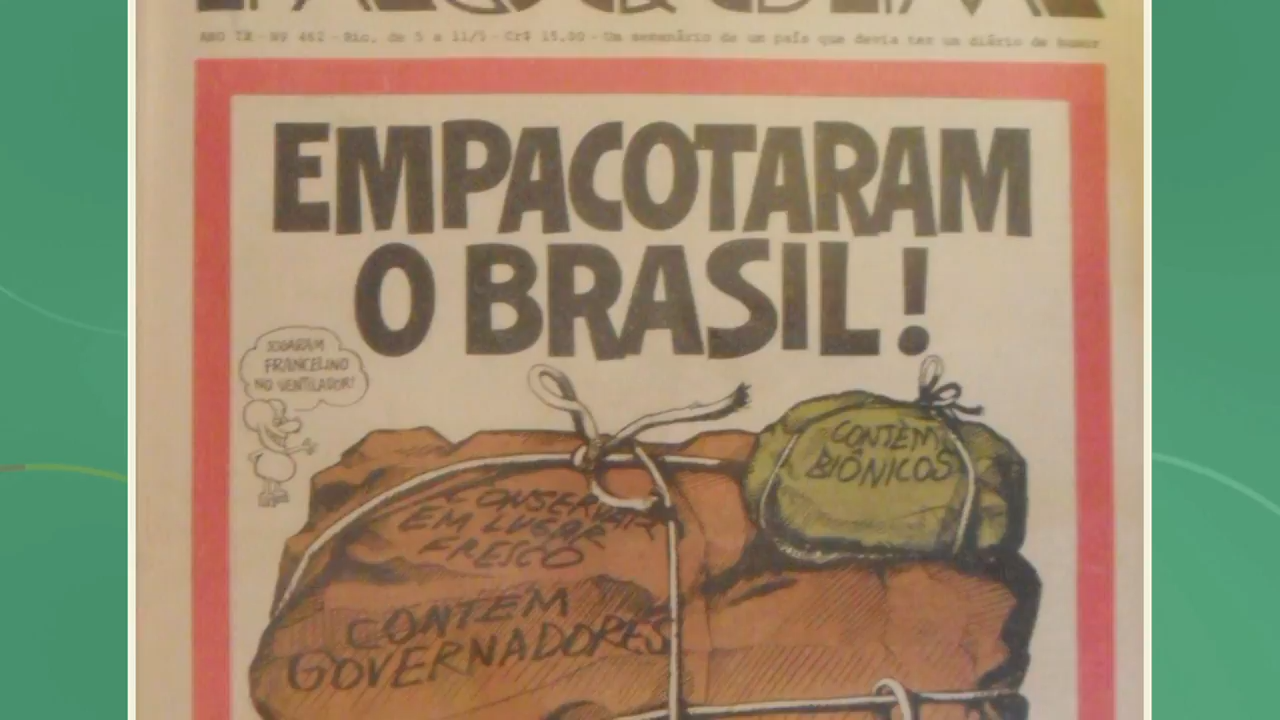 ANO IX - Nº 462 - Rio, de 5 a 11/5 - Cr$ 15,00 - Um semanário de um país que devia ter um diário de humor
EMPACOTARAM
O BRASIL!
JOGARAM
FRANCELINO
NO VENTILADOR!
CONTÉM
BIÔNICOS
CONSERVAR
EM LUGAR
FRESCO
CONTEM
GOVERNADORES